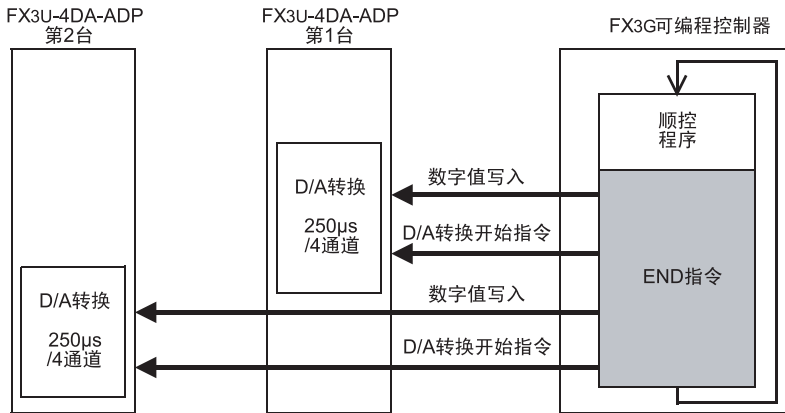 FX3U-4DA-ADP
第2台
FX3U-4DA-ADP
第1台
FX3G可编程控制器
顺控
程序
D/A转换
250μs
/4通道
数字值写入
D/A转换开始指令
END指令
D/A转换
250μs
/4通道
数字值写入
D/A转换开始指令